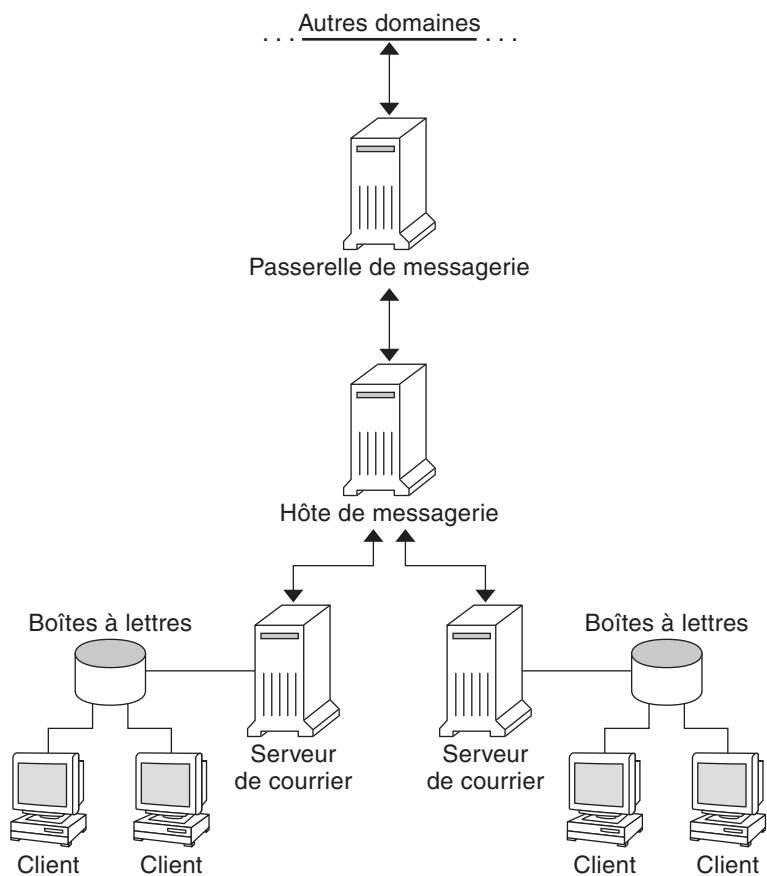 Autres domaines
. . . . . .
Passerelle de messagerie
Hôte de messagerie
Boîtes à lettres
Boîtes à lettres
Serveur
de courrier
Serveur
de courrier
Client
Client
Client
Client